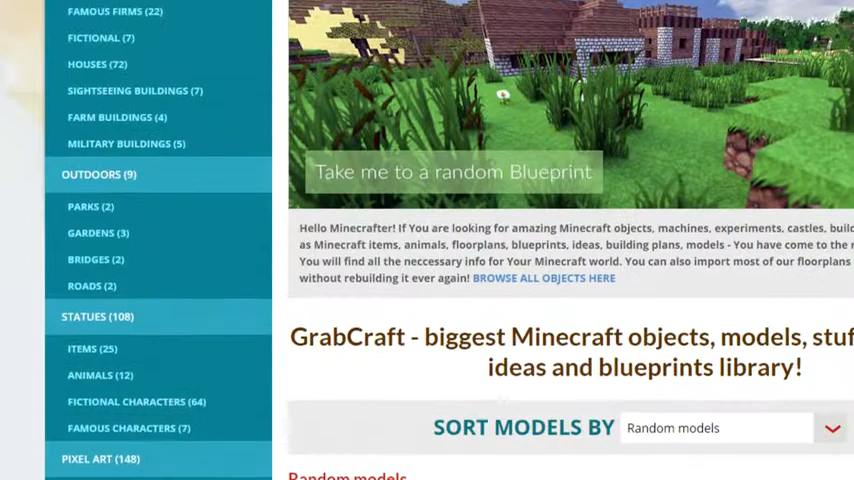 FAMOUS FIRMS (22)
FICTIONAL (7)
HOUSES (72)
SIGHTSEEING BUILDINGS (7)
FARM BUILDINGS (4)
MILITARY BUILDINGS (5)
OUTDOORS (9)
PARKS (2)
GARDENS (3)
BRIDGES (2)
ROADS (2)
STATUES (108)
ITEMS (25)
ANIMALS (12)
FICTIONAL CHARACTERS (64)
FAMOUS CHARACTERS (7)
PIXEL ART (148)
Take me to a random Blueprint
Hello Minecrafter! If You are looking for amazing Minecraft objects, machines, experiments, castles, build
as Minecraft items, animals, floorplans, blueprints, ideas, building plans, models - You have come to the r
You will find all the neccessary info for Your Minecraft world. You can also import most of our floorplans
without rebuilding it ever again! BROWSE ALL OBJECTS HERE
GrabCraft - biggest Minecraft objects, models, stuf
ideas and blueprints library!
SORT MODELS BY Random models
Random models